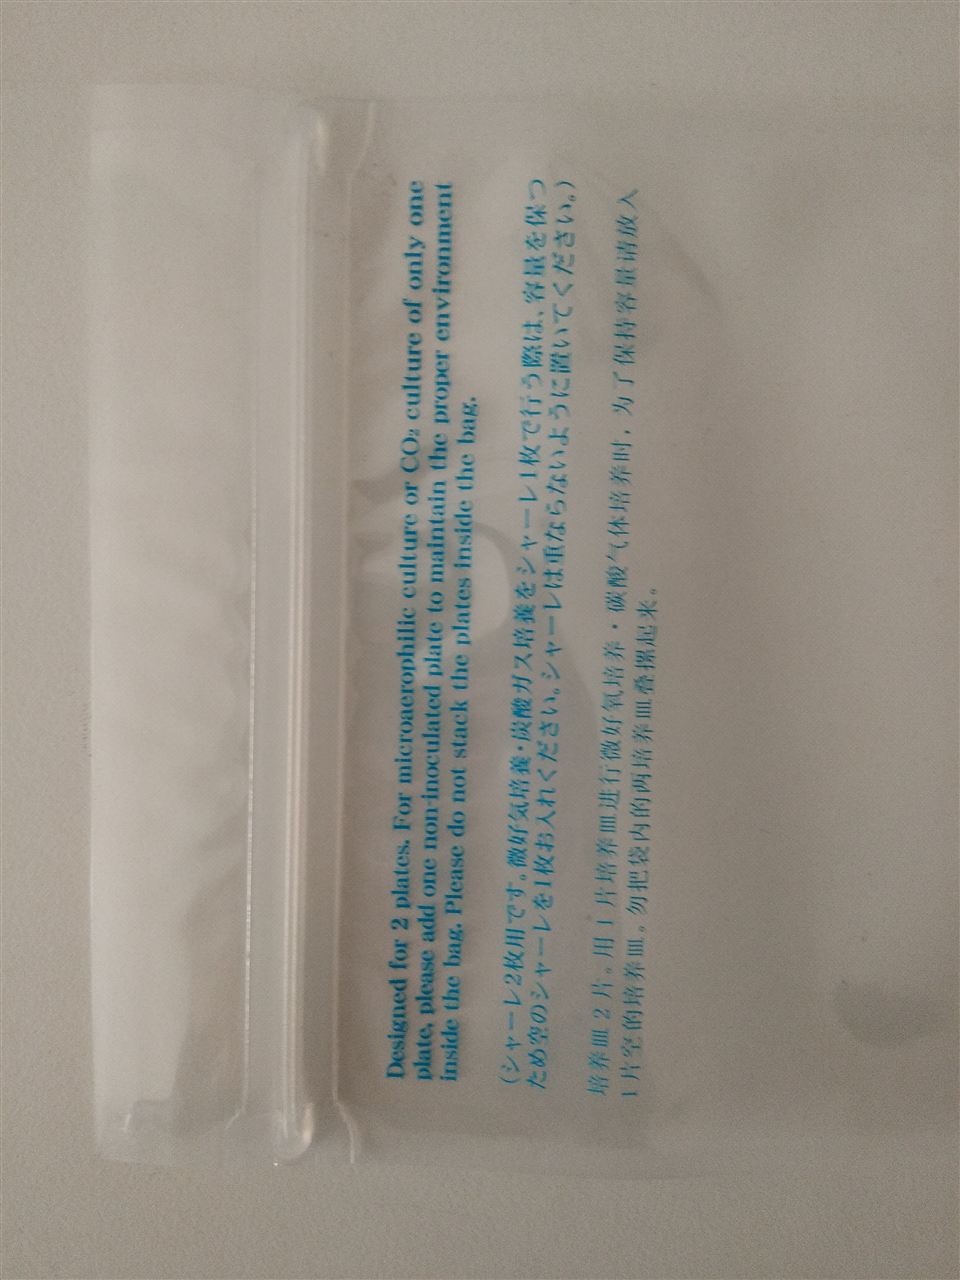 Designed for 2 plates. For microaerophilic culture or CO₂ culture of only one
plate, please add one non-inoculated plate to maintain the proper environment
inside the bag. Please do not stack the plates inside the bag.
(シャーレ2枚用です。微好気培養・炭酸ガス培養をシャーレ1枚で行う際は、容量を保つ
ため空のシャーレを1枚お入れください。シャーレは重ならないように置いてください。)
培养皿 2 片。用 1 片培养皿进行微好氧培养・碳酸气体培养时，为了保持容量请放入
1 片空的培养皿。勿把袋内的两培养皿叠摞起来。